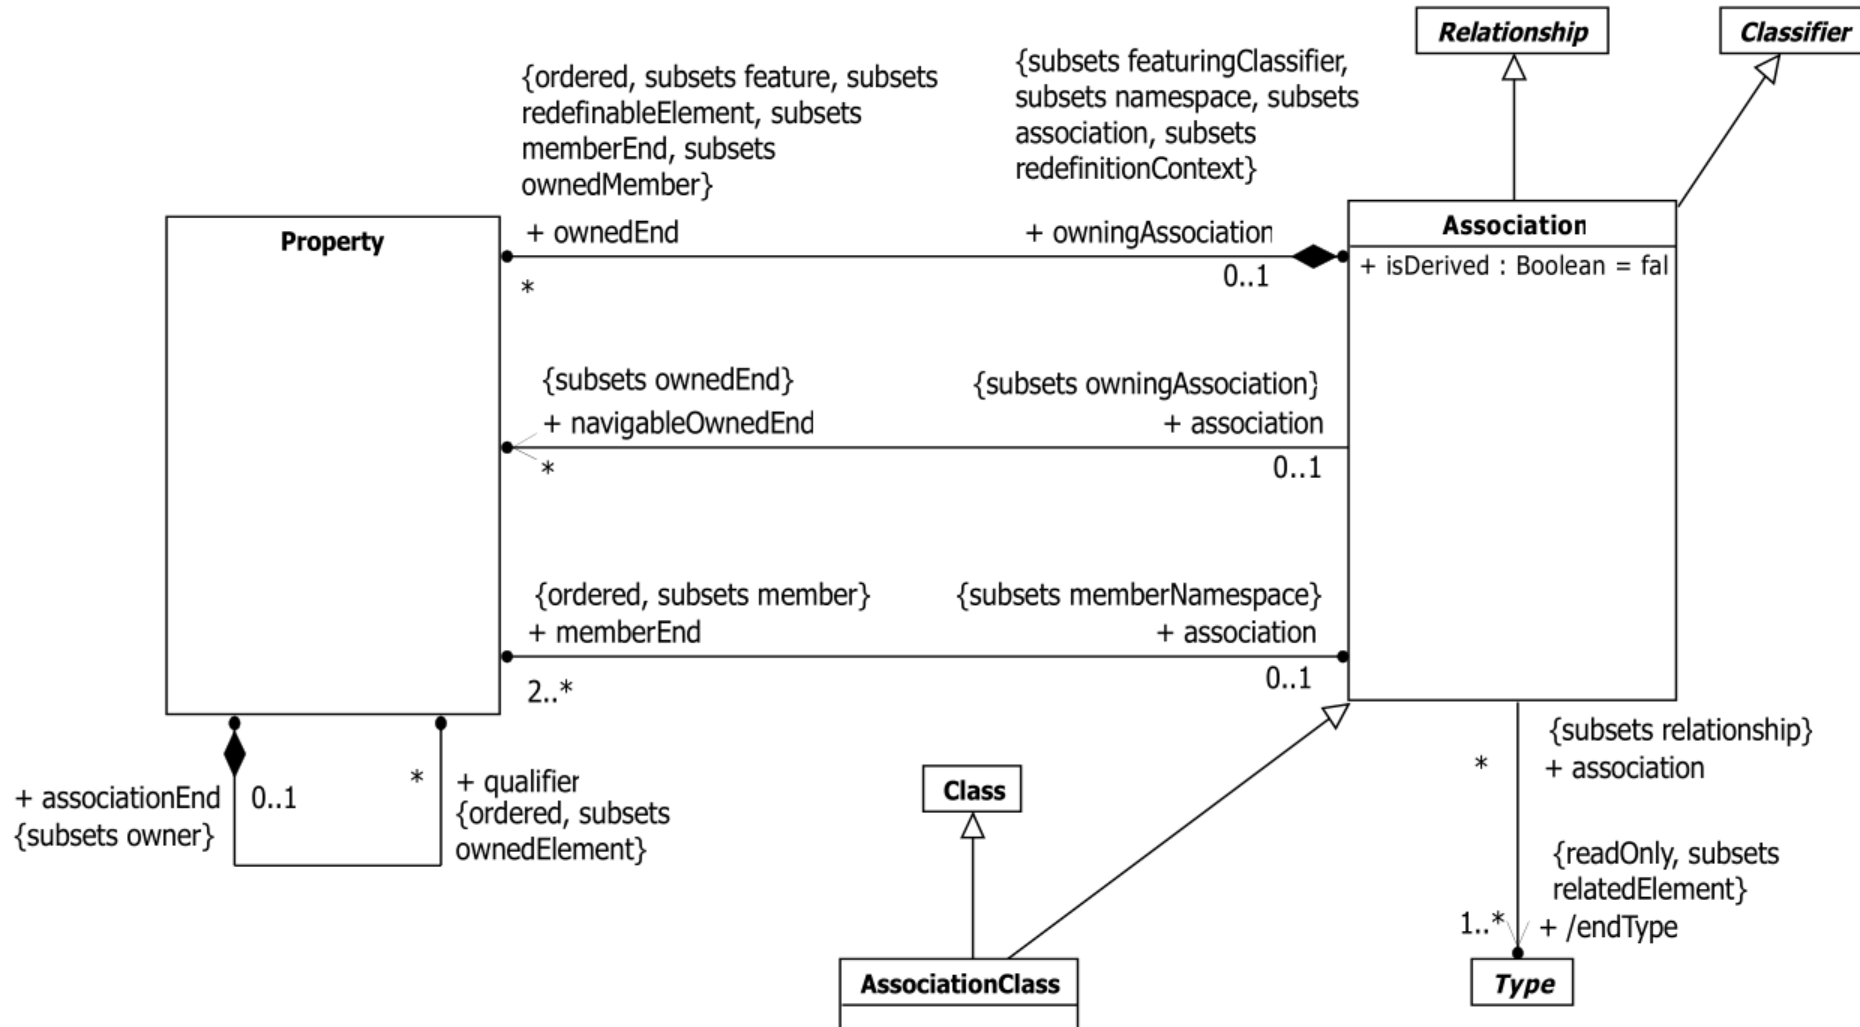 Relationship
Classifier
{ordered, subsets feature, subsets
redefinableElement, subsets
memberEnd, subsets
ownedMember}
{subsets featuringClassifier,
subsets namespace, subsets
association, subsets
redefinitionContext}
+ ownedEnd
+ owningAssociation
*
0..1
Property
Association
+ isDerived : Boolean = fal
{subsets ownedEnd}
+ navigableOwnedEnd
*
{subsets owningAssociation}
+ association
0..1
{ordered, subsets member}
+ memberEnd
2..*
{subsets memberNamespace}
+ association
0..1
+ associationEnd
{subsets owner}
0..1
*
+ qualifier
{ordered, subsets
ownedElement}
Class
AssociationClass
{subsets relationship}
+ association
*
{readOnly, subsets
relatedElement}
+ /endType
1..*
Type